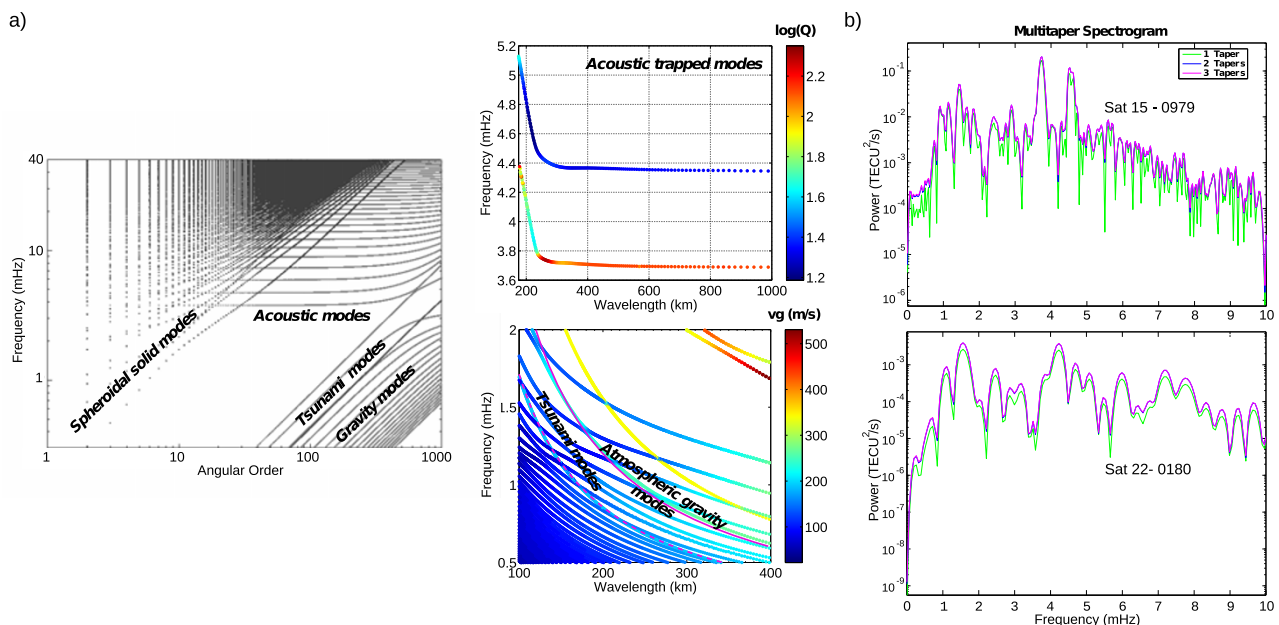 a)
40
10
1
Frequency (mHz)
1
10
100
1000
Angular Order
Spheroidal solid modes
Acoustic modes
Tsunami modes
Gravity modes
log(Q)
5.2
5
4.8
4.6
4.4
4.2
4
3.8
3.6
Frequency (mHz)
Acoustic trapped modes
200
400
600
800
1000
Wavelength (km)
2.2
2.0
1.8
1.6
1.4
1.2
vg (m/s)
2
1.5
1
0.5
Frequency (mHz)
Tsunami modes
Atmospheric gravity
modes
100
200
300
400
Wavelength (km)
500
400
300
200
100
b)
Multitaper Spectrogram
1 Taper
2 Tapers
3 Tapers
Sat 15 - 0979
Power (TECU²/s)
10⁻¹
10⁻²
10⁻³
10⁻⁴
10⁻⁵
10⁻⁶
0 1 2 3 4 5 6 7 8 9 10
Sat 22- 0180
Power (TECU²/s)
10⁻³
10⁻⁴
10⁻⁵
10⁻⁶
10⁻⁷
10⁻⁸
10⁻⁹
0 1 2 3 4 5 6 7 8 9 10
Frequency (mHz)